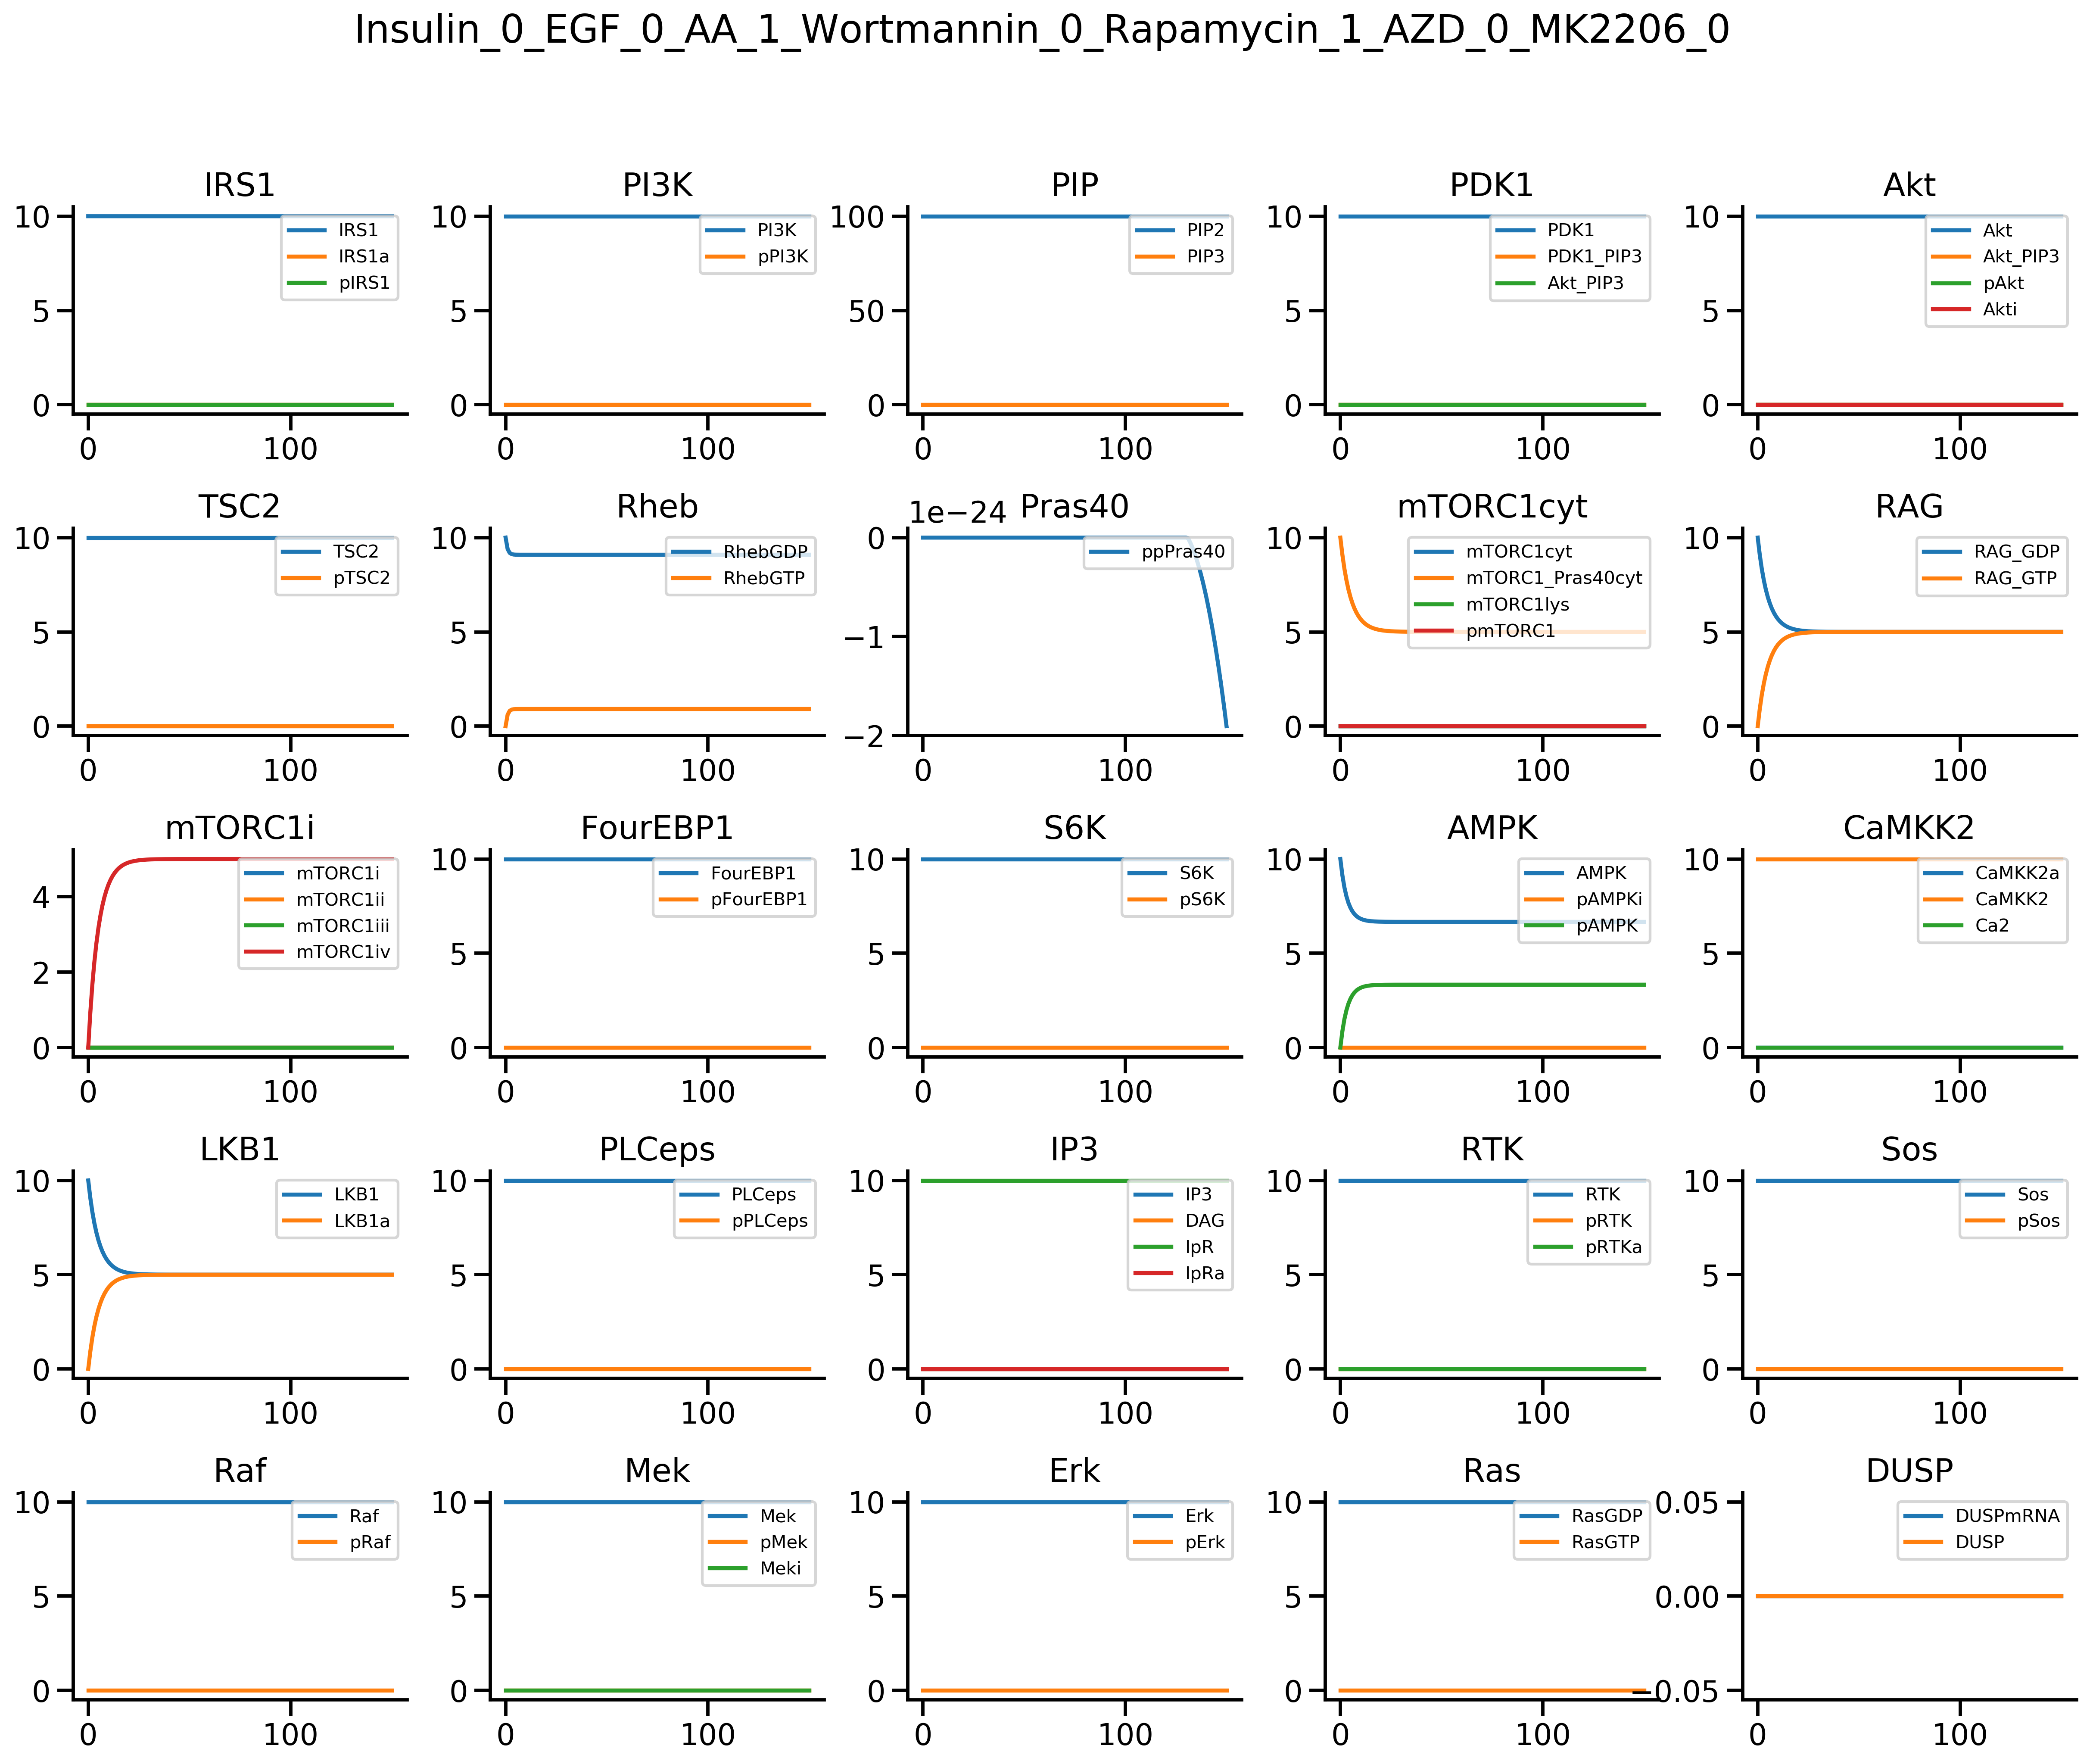 Insulin_0_EGF_0_AA_1_Wortmannin_0_Rapamycin_1_AZD_0_MK2206_0
IRS1
10
5
0
0
100
IRS1
IRS1a
pIRS1
PI3K
10
5
0
0
100
PI3K
pPI3K
PIP
100
50
0
0
100
PIP2
PIP3
PDK1
10
5
0
0
100
PDK1
PDK1_PIP3
Akt_PIP3
Akt
10
5
0
0
100
Akt
Akt_PIP3
pAkt
Akti
TSC2
10
5
0
0
100
TSC2
pTSC2
Rheb
10
5
0
0
100
RhebGDP
RhebGTP
1e−24
Pras40
0
−1
−2
0
100
ppPras40
mTORC1cyt
10
5
0
0
100
mTORC1cyt
mTORC1_Pras40cyt
mTORC1lys
pmTORC1
RAG
10
5
0
0
100
RAG_GDP
RAG_GTP
mTORC1i
4
2
0
0
100
mTORC1i
mTORC1ii
mTORC1iii
mTORC1iv
FourEBP1
10
5
0
0
100
FourEBP1
pFourEBP1
S6K
10
5
0
0
100
S6K
pS6K
AMPK
10
5
0
0
100
AMPK
pAMPKi
pAMPK
CaMKK2
10
5
0
0
100
CaMKK2a
CaMKK2
Ca2
LKB1
10
5
0
0
100
LKB1
LKB1a
PLCeps
10
5
0
0
100
PLCeps
pPLCeps
IP3
10
5
0
0
100
IP3
DAG
IpR
IpRa
RTK
10
5
0
0
100
RTK
pRTK
pRTKa
Sos
10
5
0
0
100
Sos
pSos
Raf
10
5
0
0
100
Raf
pRaf
Mek
10
5
0
0
100
Mek
pMek
Meki
Erk
10
5
0
0
100
Erk
pErk
Ras
10
5
0
0
100
RasGDP
RasGTP
DUSP
0.05
0.00
−0.05
0
100
DUSPmRNA
DUSP